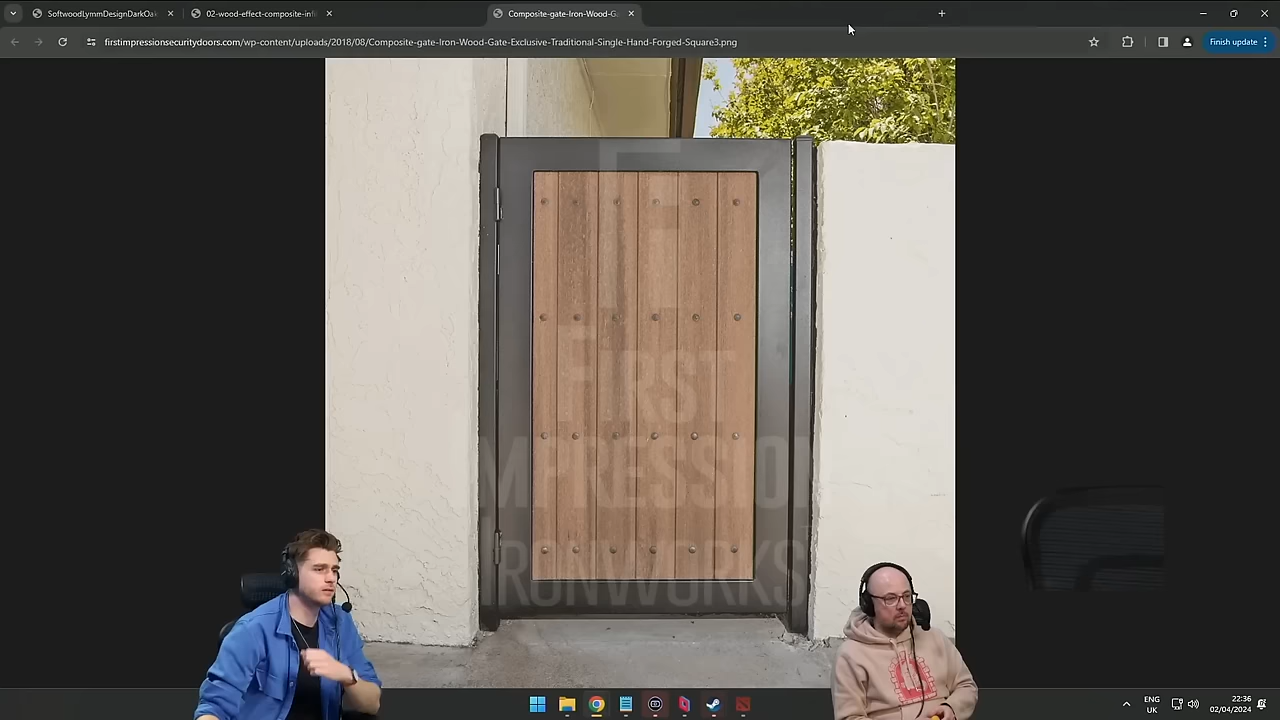 SoftwoodLymmDesignDarkOa
02-wood-effect-composite-infi
Composite-gate-Iron-Wood-G
firstimpressionsecuritydoors.com/wp-content/uploads/2018/08/Composite-gate-Iron-Wood-Gate-Exclusive-Traditional-Single-Hand-Forged-Square3.png
Finish update
FIRST
IMPRESSION
IRONWORKS
ENG
UK
22:36
02/04/2024